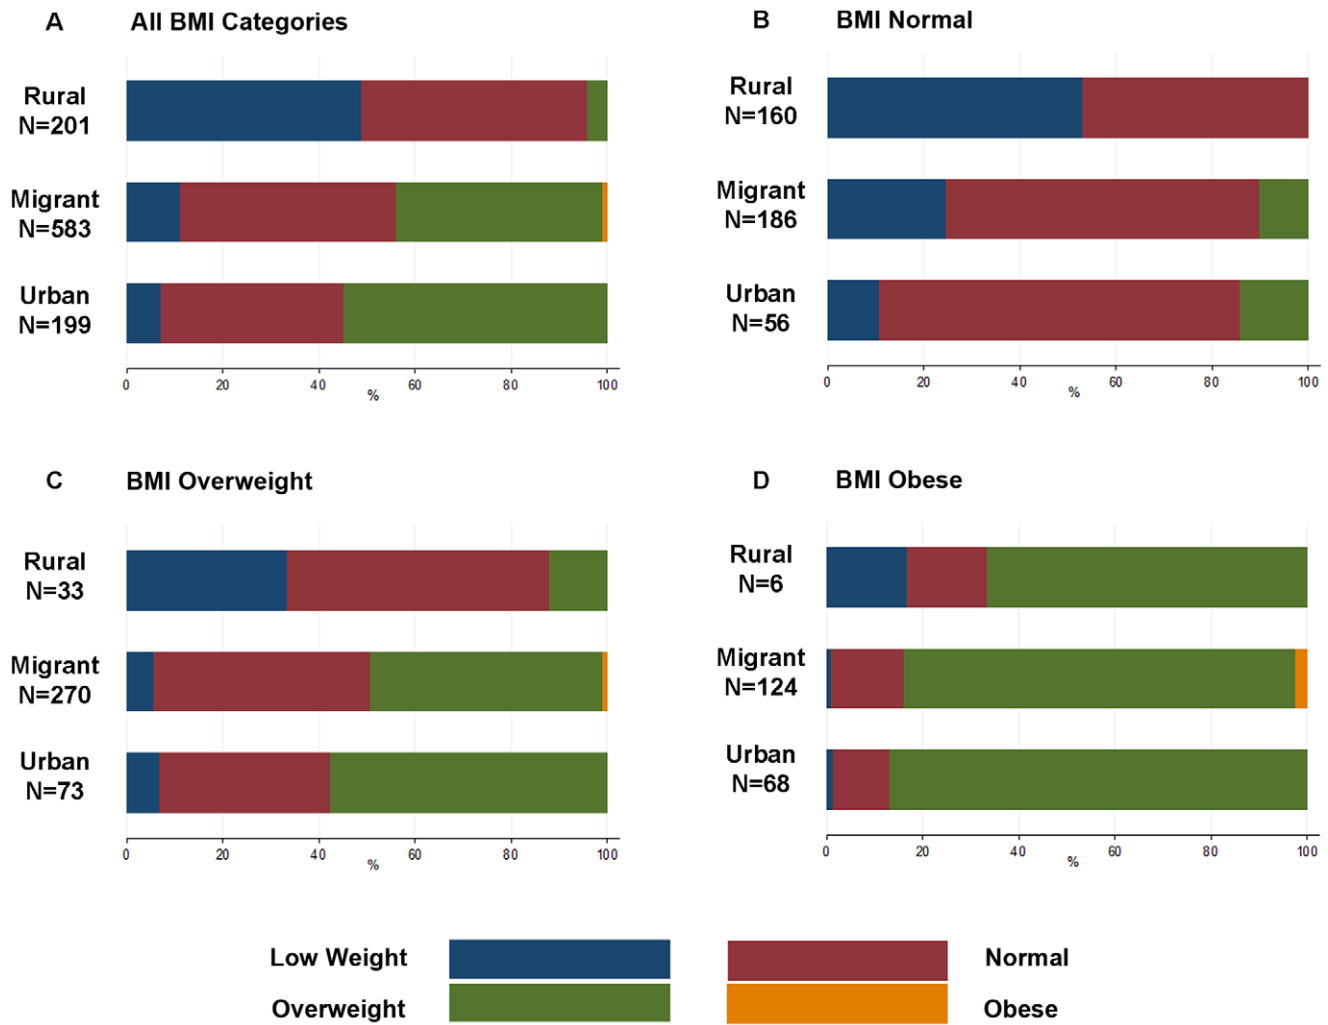 A All BMI Categories
Rural
N=201
Migrant
N=583
Urban
N=199
0 20 40 60 80 100
%
B BMI Normal
Rural
N=160
Migrant
N=186
Urban
N=56
0 20 40 60 80 100
%
C BMI Overweight
Rural
N=33
Migrant
N=270
Urban
N=73
0 20 40 60 80 100
%
D BMI Obese
Rural
N=6
Migrant
N=124
Urban
N=68
0 20 40 60 80 100
%
Low Weight Normal
Overweight Obese